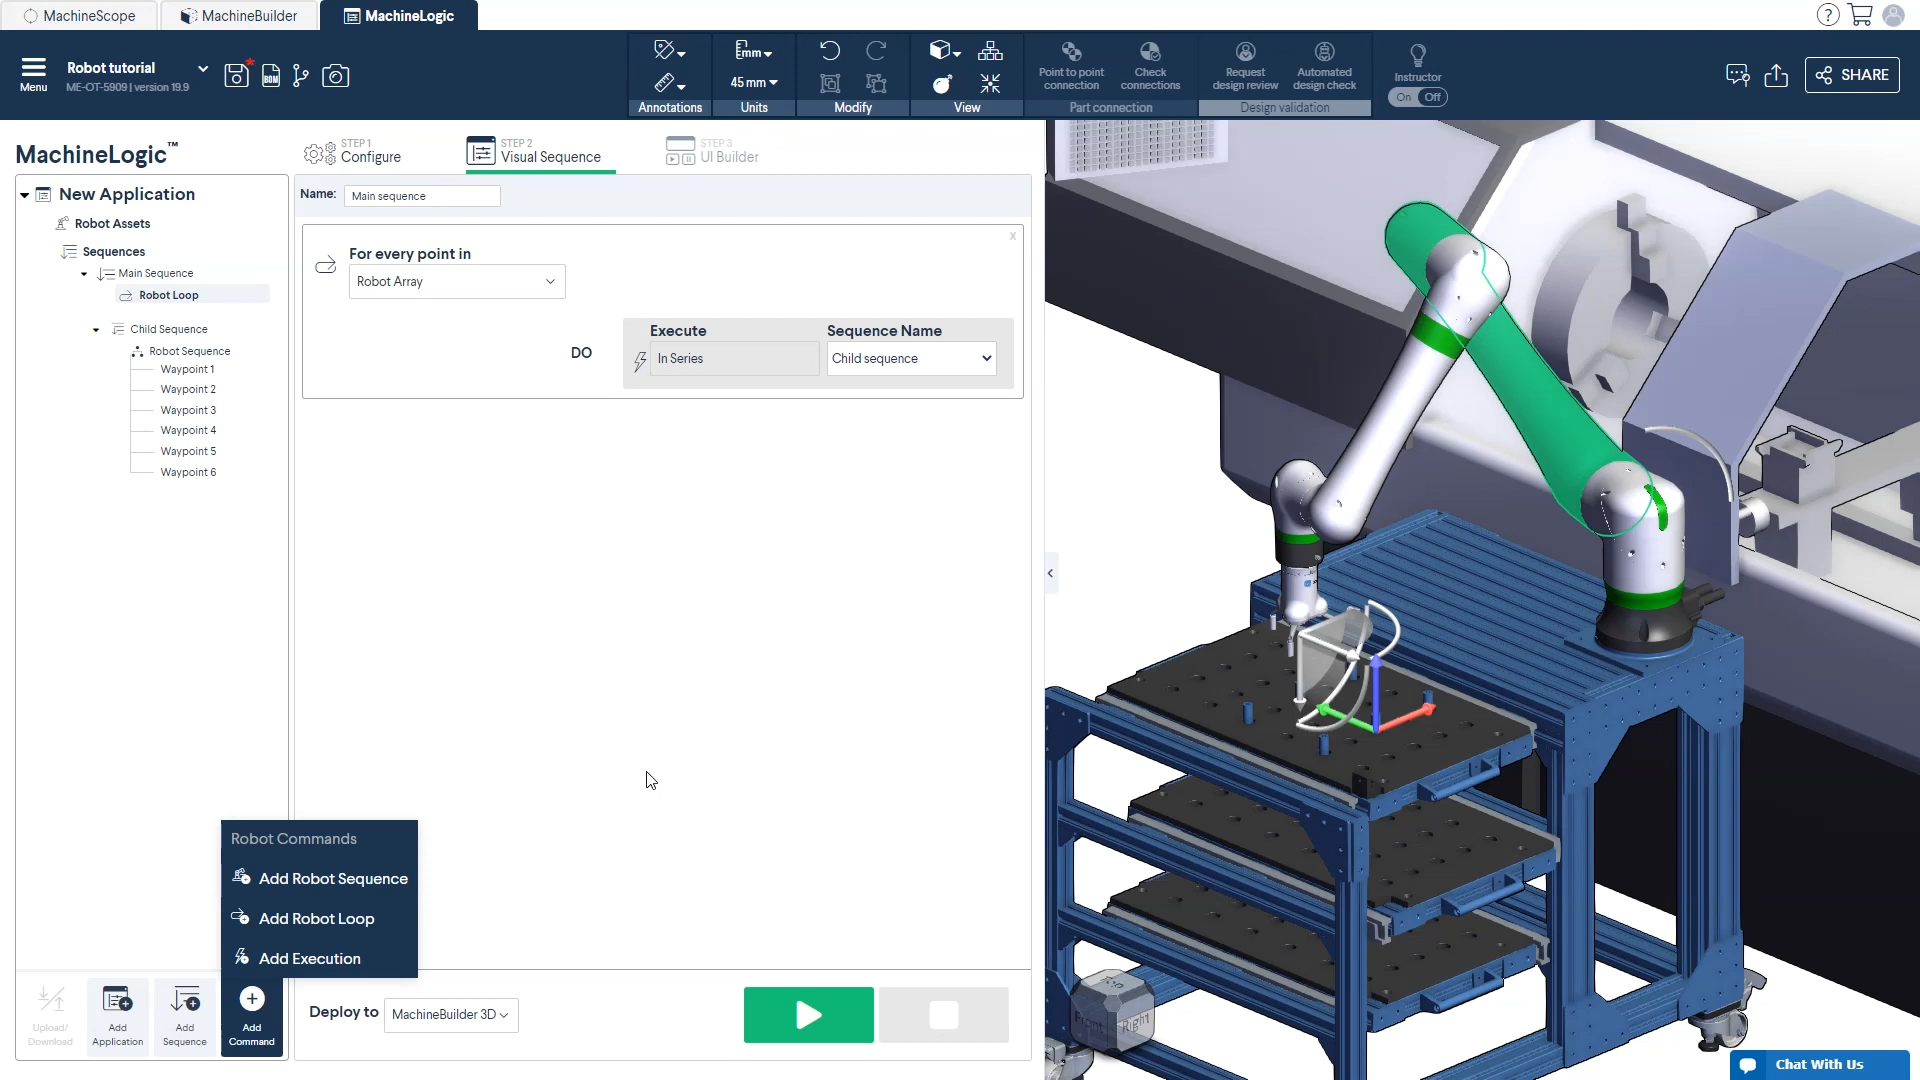 MachineScope
MachineBuilder
MachineLogic
Menu
Robot tutorial
ME-OT-5909 | version 19.9
BOM
Annotations
mm
45 mm
Units
Modify
View
Point to point
connection
Check
connections
Part connection
Request
design review
Automated
design check
Design validation
Instructor
On Off
SHARE
MachineLogic™
STEP 1
Configure
STEP 2
Visual Sequence
STEP 3
UI Builder
New Application
Robot Assets
Sequences
Main Sequence
Robot Loop
Child Sequence
Robot Sequence
Waypoint 1
Waypoint 2
Waypoint 3
Waypoint 4
Waypoint 5
Waypoint 6
Name: Main sequence
x
For every point in
Robot Array
DO
Execute
In Series
Sequence Name
Child sequence
Robot Commands
Add Robot Sequence
Add Robot Loop
Add Execution
Upload/
Download
Add
Application
Add
Sequence
Add
Command
Deploy to MachineBuilder 3D
Top
Front
Right
Chat With Us